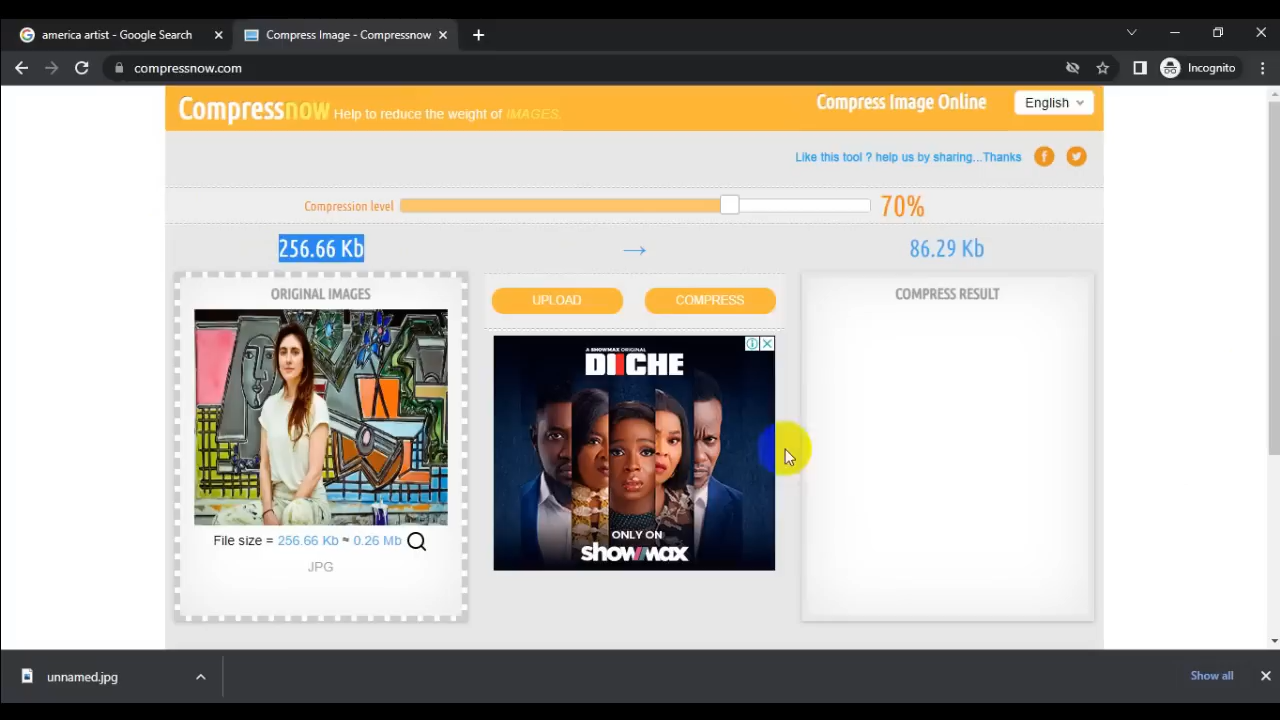 america artist - Google Search
Compress Image - Compressnow
compressnow.com
Incognito
Compressnow Help to reduce the weight of IMAGES.
Compress Image Online
English
Like this tool ? help us by sharing...Thanks
Compression level
70%
256.66 Kb
→
86.29 Kb
ORIGINAL IMAGES
UPLOAD
COMPRESS
COMPRESS RESULT
A SHOWMAX ORIGINAL
DIICHE
ONLY ON
showmax
File size = 256.66 Kb ≈ 0.26 Mb
JPG
unnamed.jpg
Show all